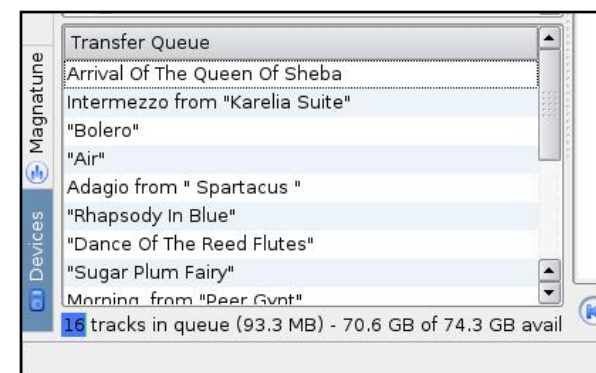 Transfer Queue
Arrival Of The Queen Of Sheba
Intermezzo from "Karelia Suite"
"Bolero"
"Air"
Adagio from " Spartacus "
"Rhapsody In Blue"
"Dance Of The Reed Flutes"
"Sugar Plum Fairy"
Morning from "Peer Gynt"
16 tracks in queue (93.3 MB) - 70.6 GB of 74.3 GB avail
Magnatune
Devices